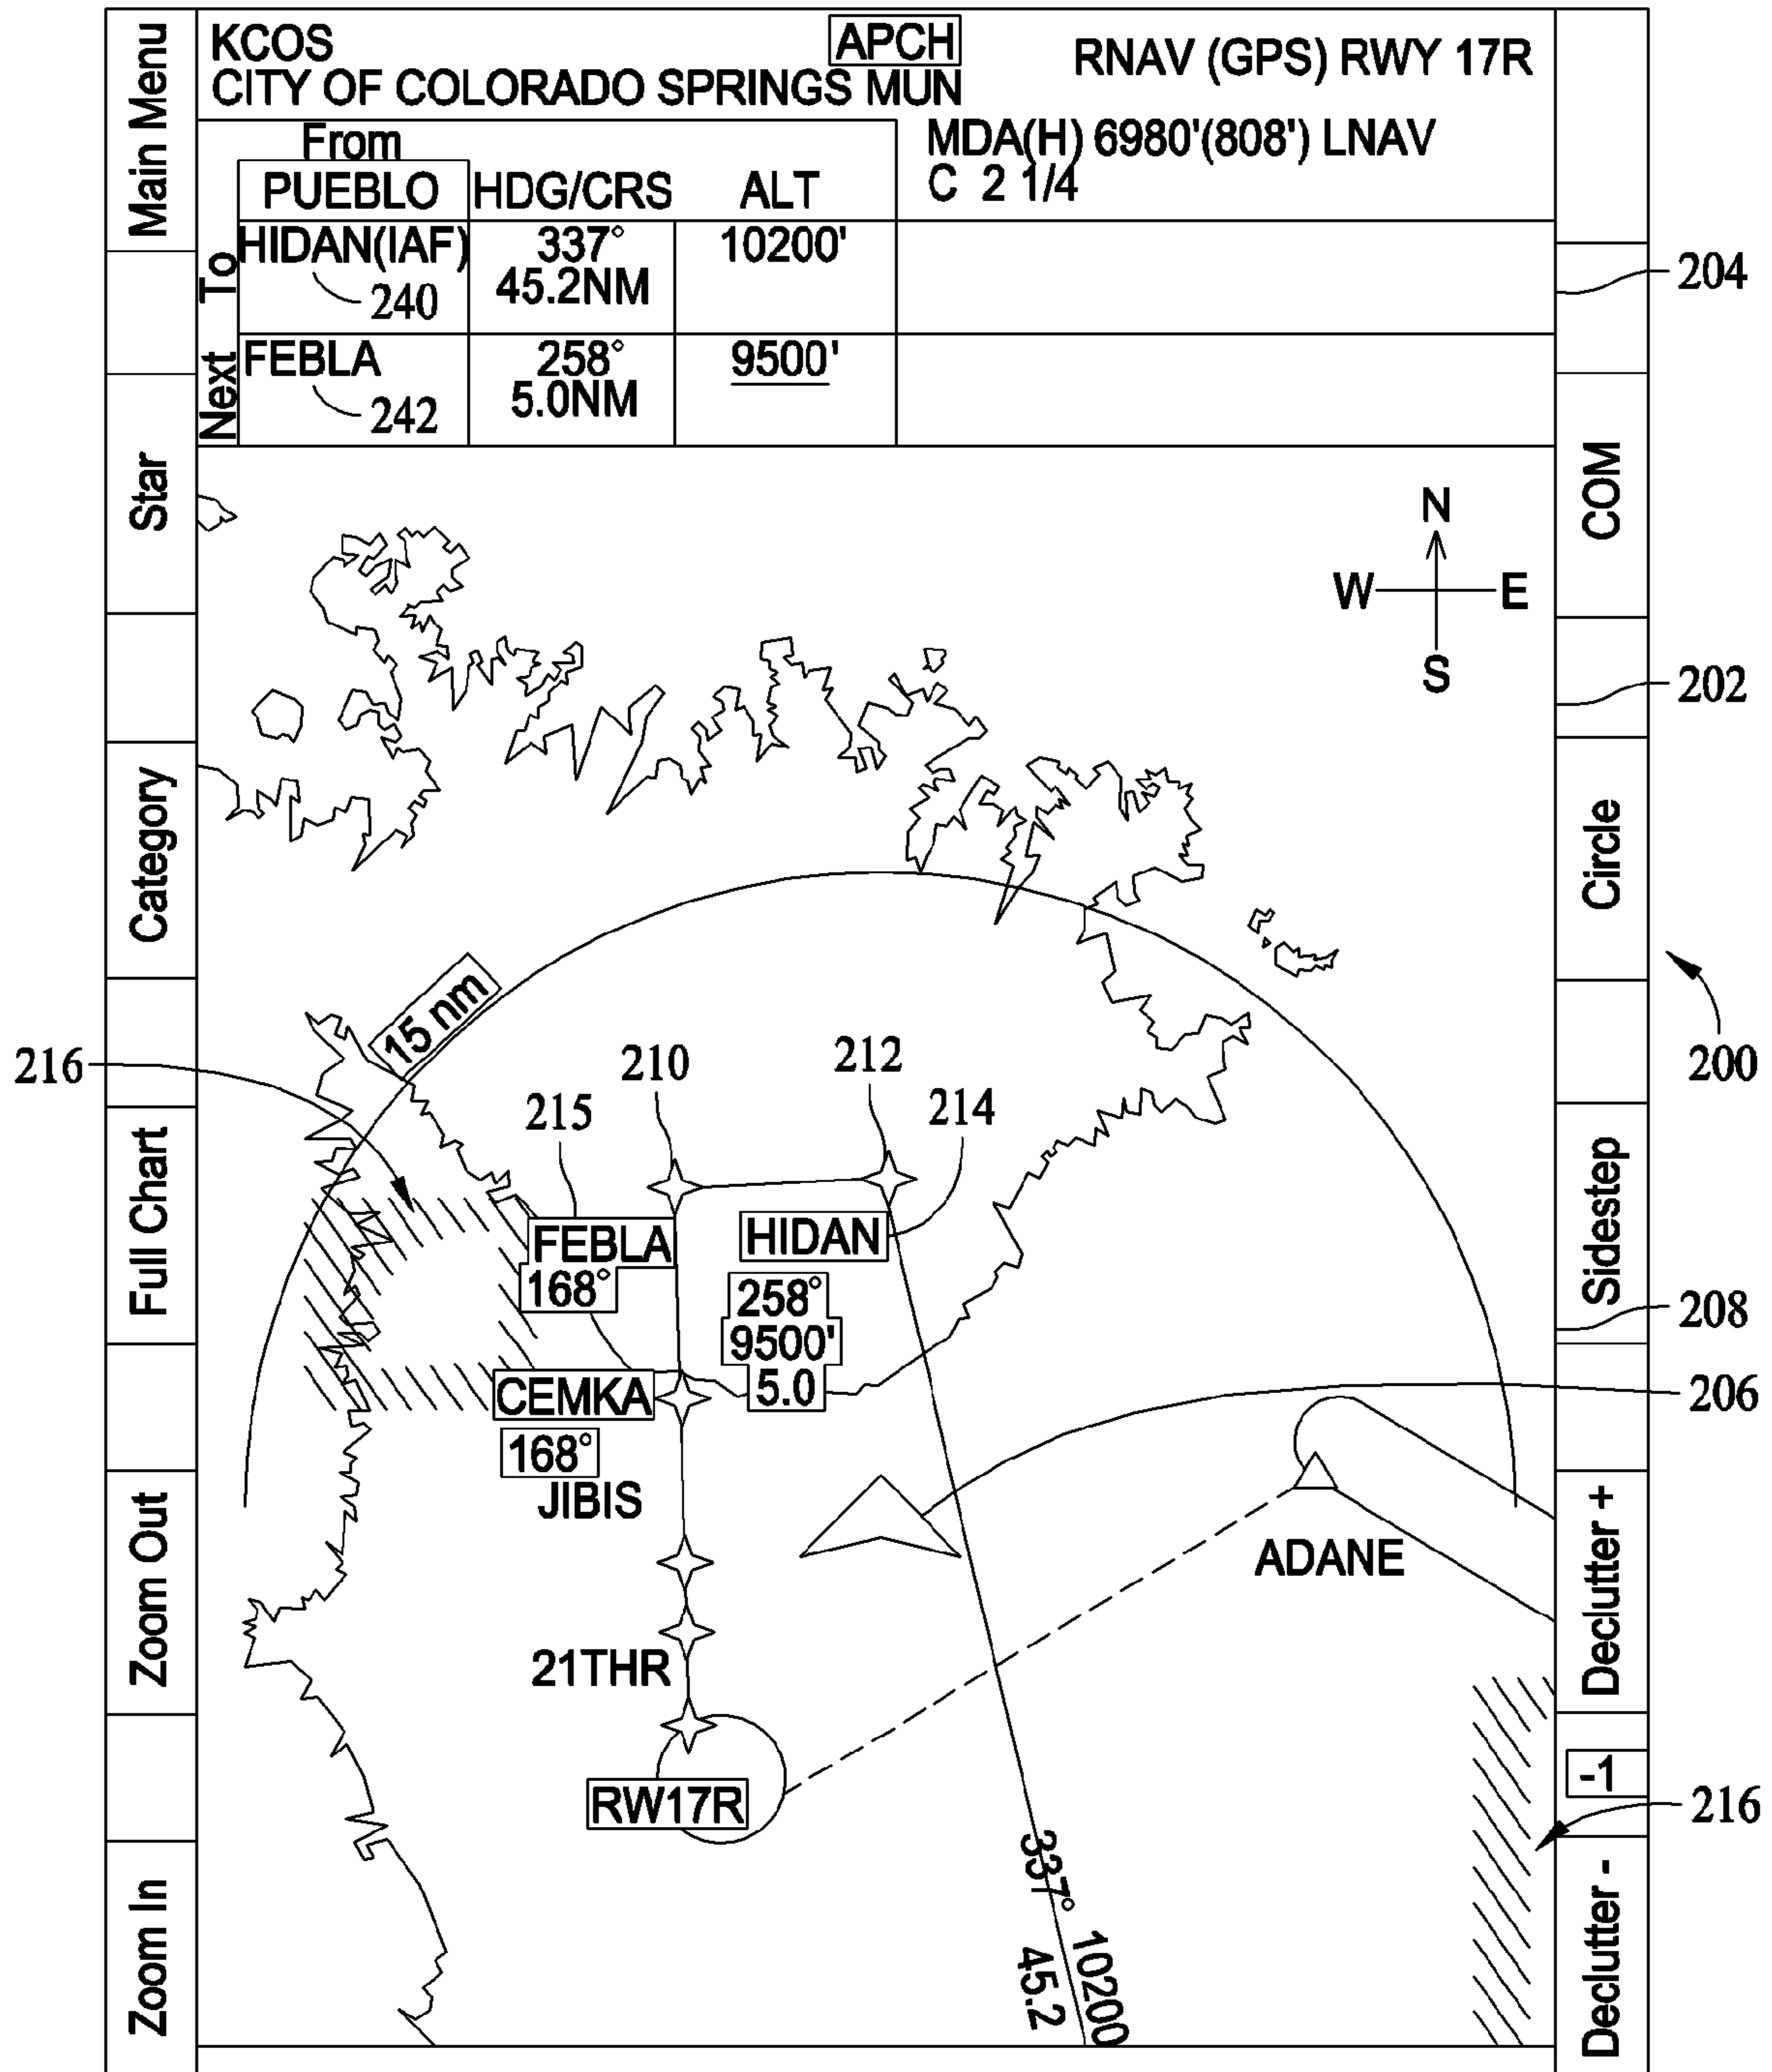 KCOS
APCH
RNAV (GPS) RWY 17R
CITY OF COLORADO SPRINGS MUN
MDA(H) 6980'(808') LNAV
C 2 1/4
From
PUEBLO
HDG/CRS
ALT
To
HIDAN(IAF)
240
337°
45.2NM
10200'
Next
FEBLA
242
258°
5.0NM
9500'
Main Menu
Star
Category
Full Chart
Zoom Out
Zoom In
204
COM
202
Circle
200
Sidestep
208
206
Declutter +
-1
216
Declutter -
N
W
E
S
15 nm
216
210
212
215
214
FEBLA
168°
HIDAN
258°
9500'
5.0
CEMKA
168°
JIBIS
ADANE
21THR
RW17R
337°
10200
45.2